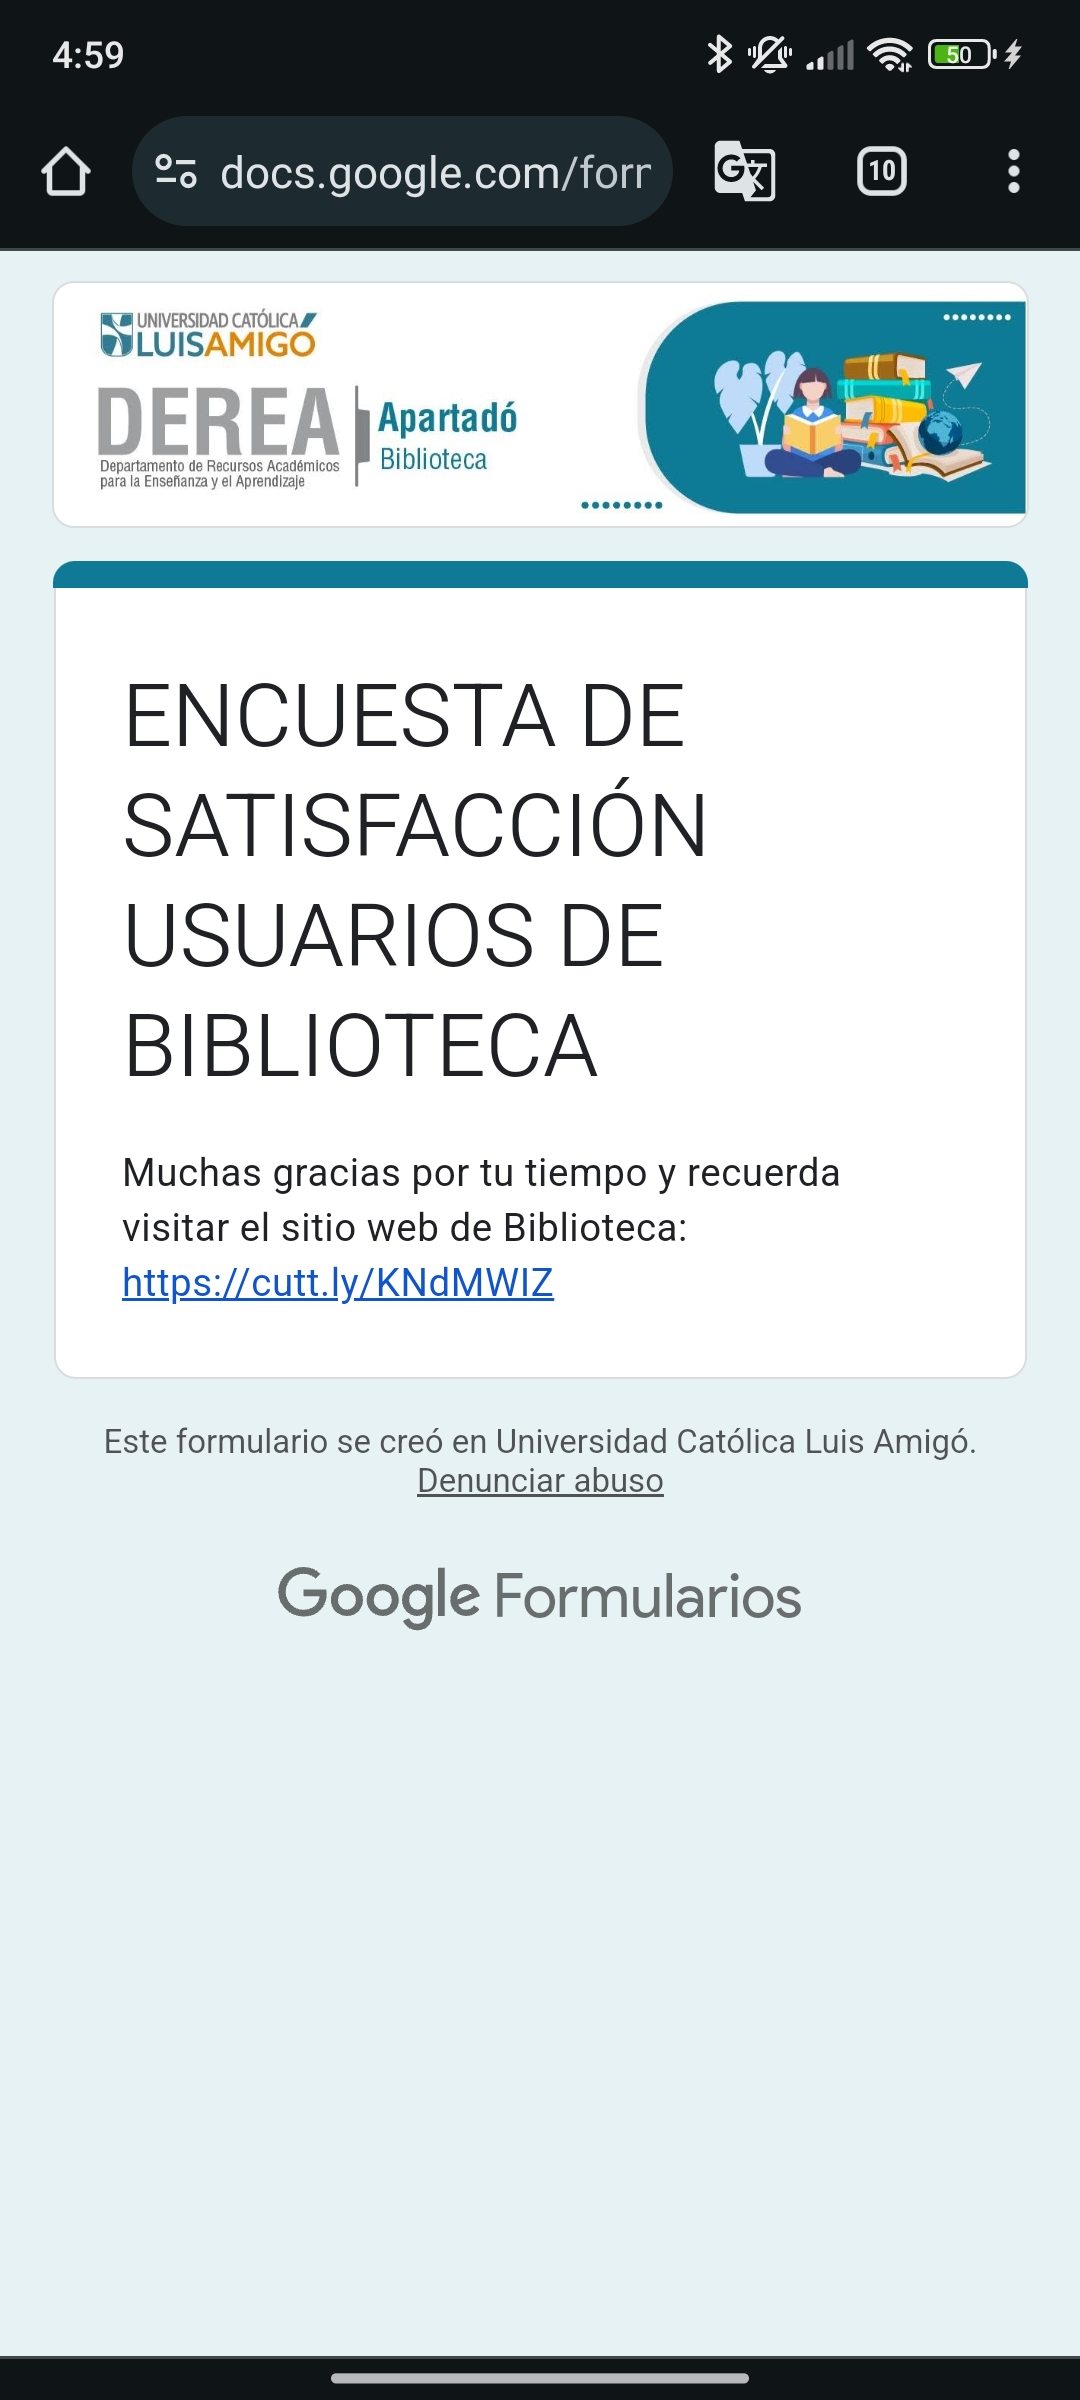 4:59
50
docs.google.com/forr
10
UNIVERSIDAD CATÓLICA
LUISAMIGÓ
DEREA
Departamento de Recursos Académicos
para la Enseñanza y el Aprendizaje
Apartadó
Biblioteca
ENCUESTA DE
SATISFACCIÓN
USUARIOS DE
BIBLIOTECA
Muchas gracias por tu tiempo y recuerda
visitar el sitio web de Biblioteca:
https://cutt.ly/KNdMWIZ
Este formulario se creó en Universidad Católica Luis Amigó.
Denunciar abuso
Google Formularios